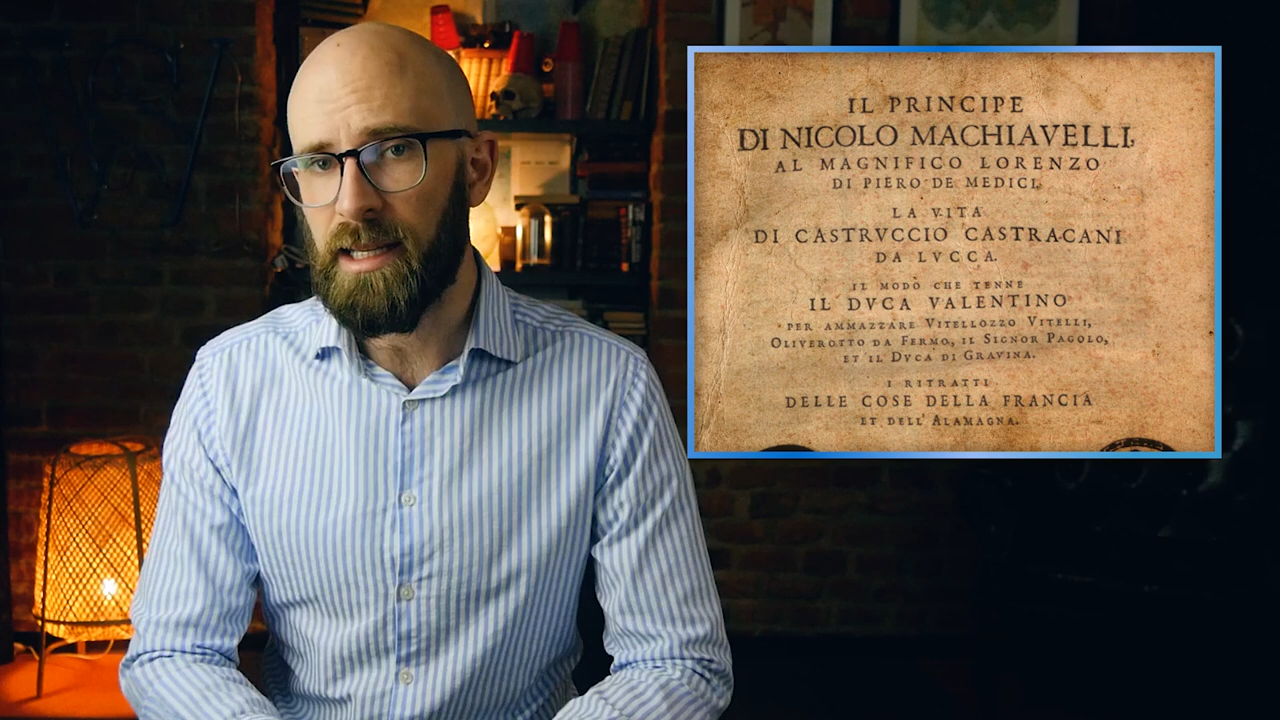 IL PRINCIPE
DI NICOLO MACHIAVELLI,
AL MAGNIFICO LORENZO
DI PIERO DE MEDICI.
LA VITA
DI CASTRVCCIO CASTRACANI
DA LVCCA.
IL MODO CHE TENNE
IL DVCA VALENTINO
PER AMMAZZARE VITELLOZZO VITELLI,
OLIVEROTTO DA FERMO, IL SIGNOR PAGOLO,
ET IL DVCA DI GRAVINA.
I RITRATTI
DELLE COSE DELLA FRANCIA
ET DELL' ALAMAGNA.